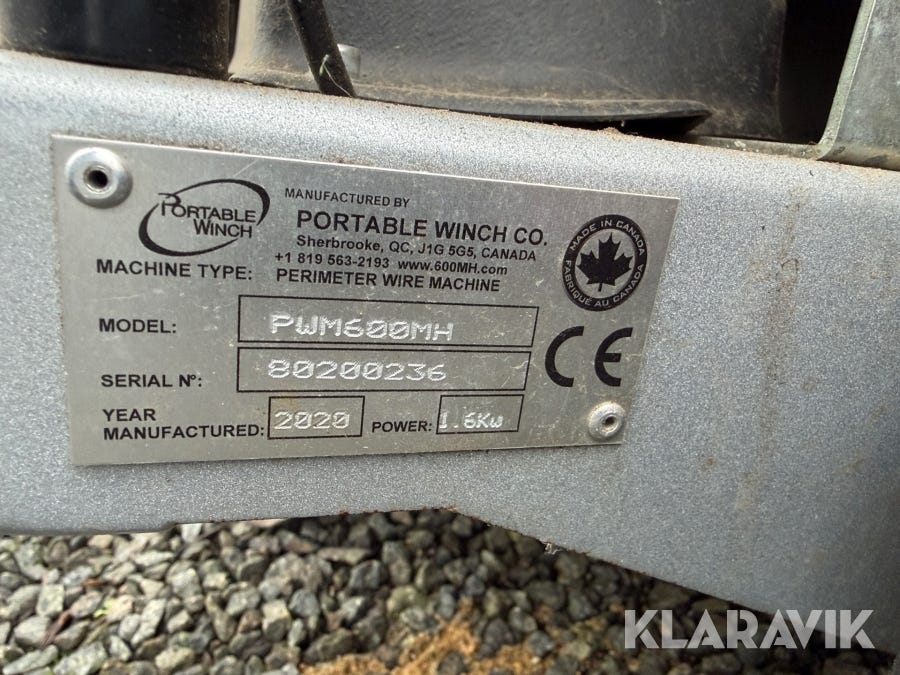 PORTABLE
WINCH
MANUFACTURED BY
PORTABLE WINCH CO.
Sherbrooke, QC, J1G 5G5, CANADA
+1 819 563-2193 www.600MH.com
MACHINE TYPE: PERIMETER WIRE MACHINE
MADE IN CANADA
FABRIQUÉ AU CANADA
MODEL: PWM600MH
SERIAL Nº: 80200236
CE
YEAR
MANUFACTURED: 2020 POWER: 1.6Kw
KLARAVIK